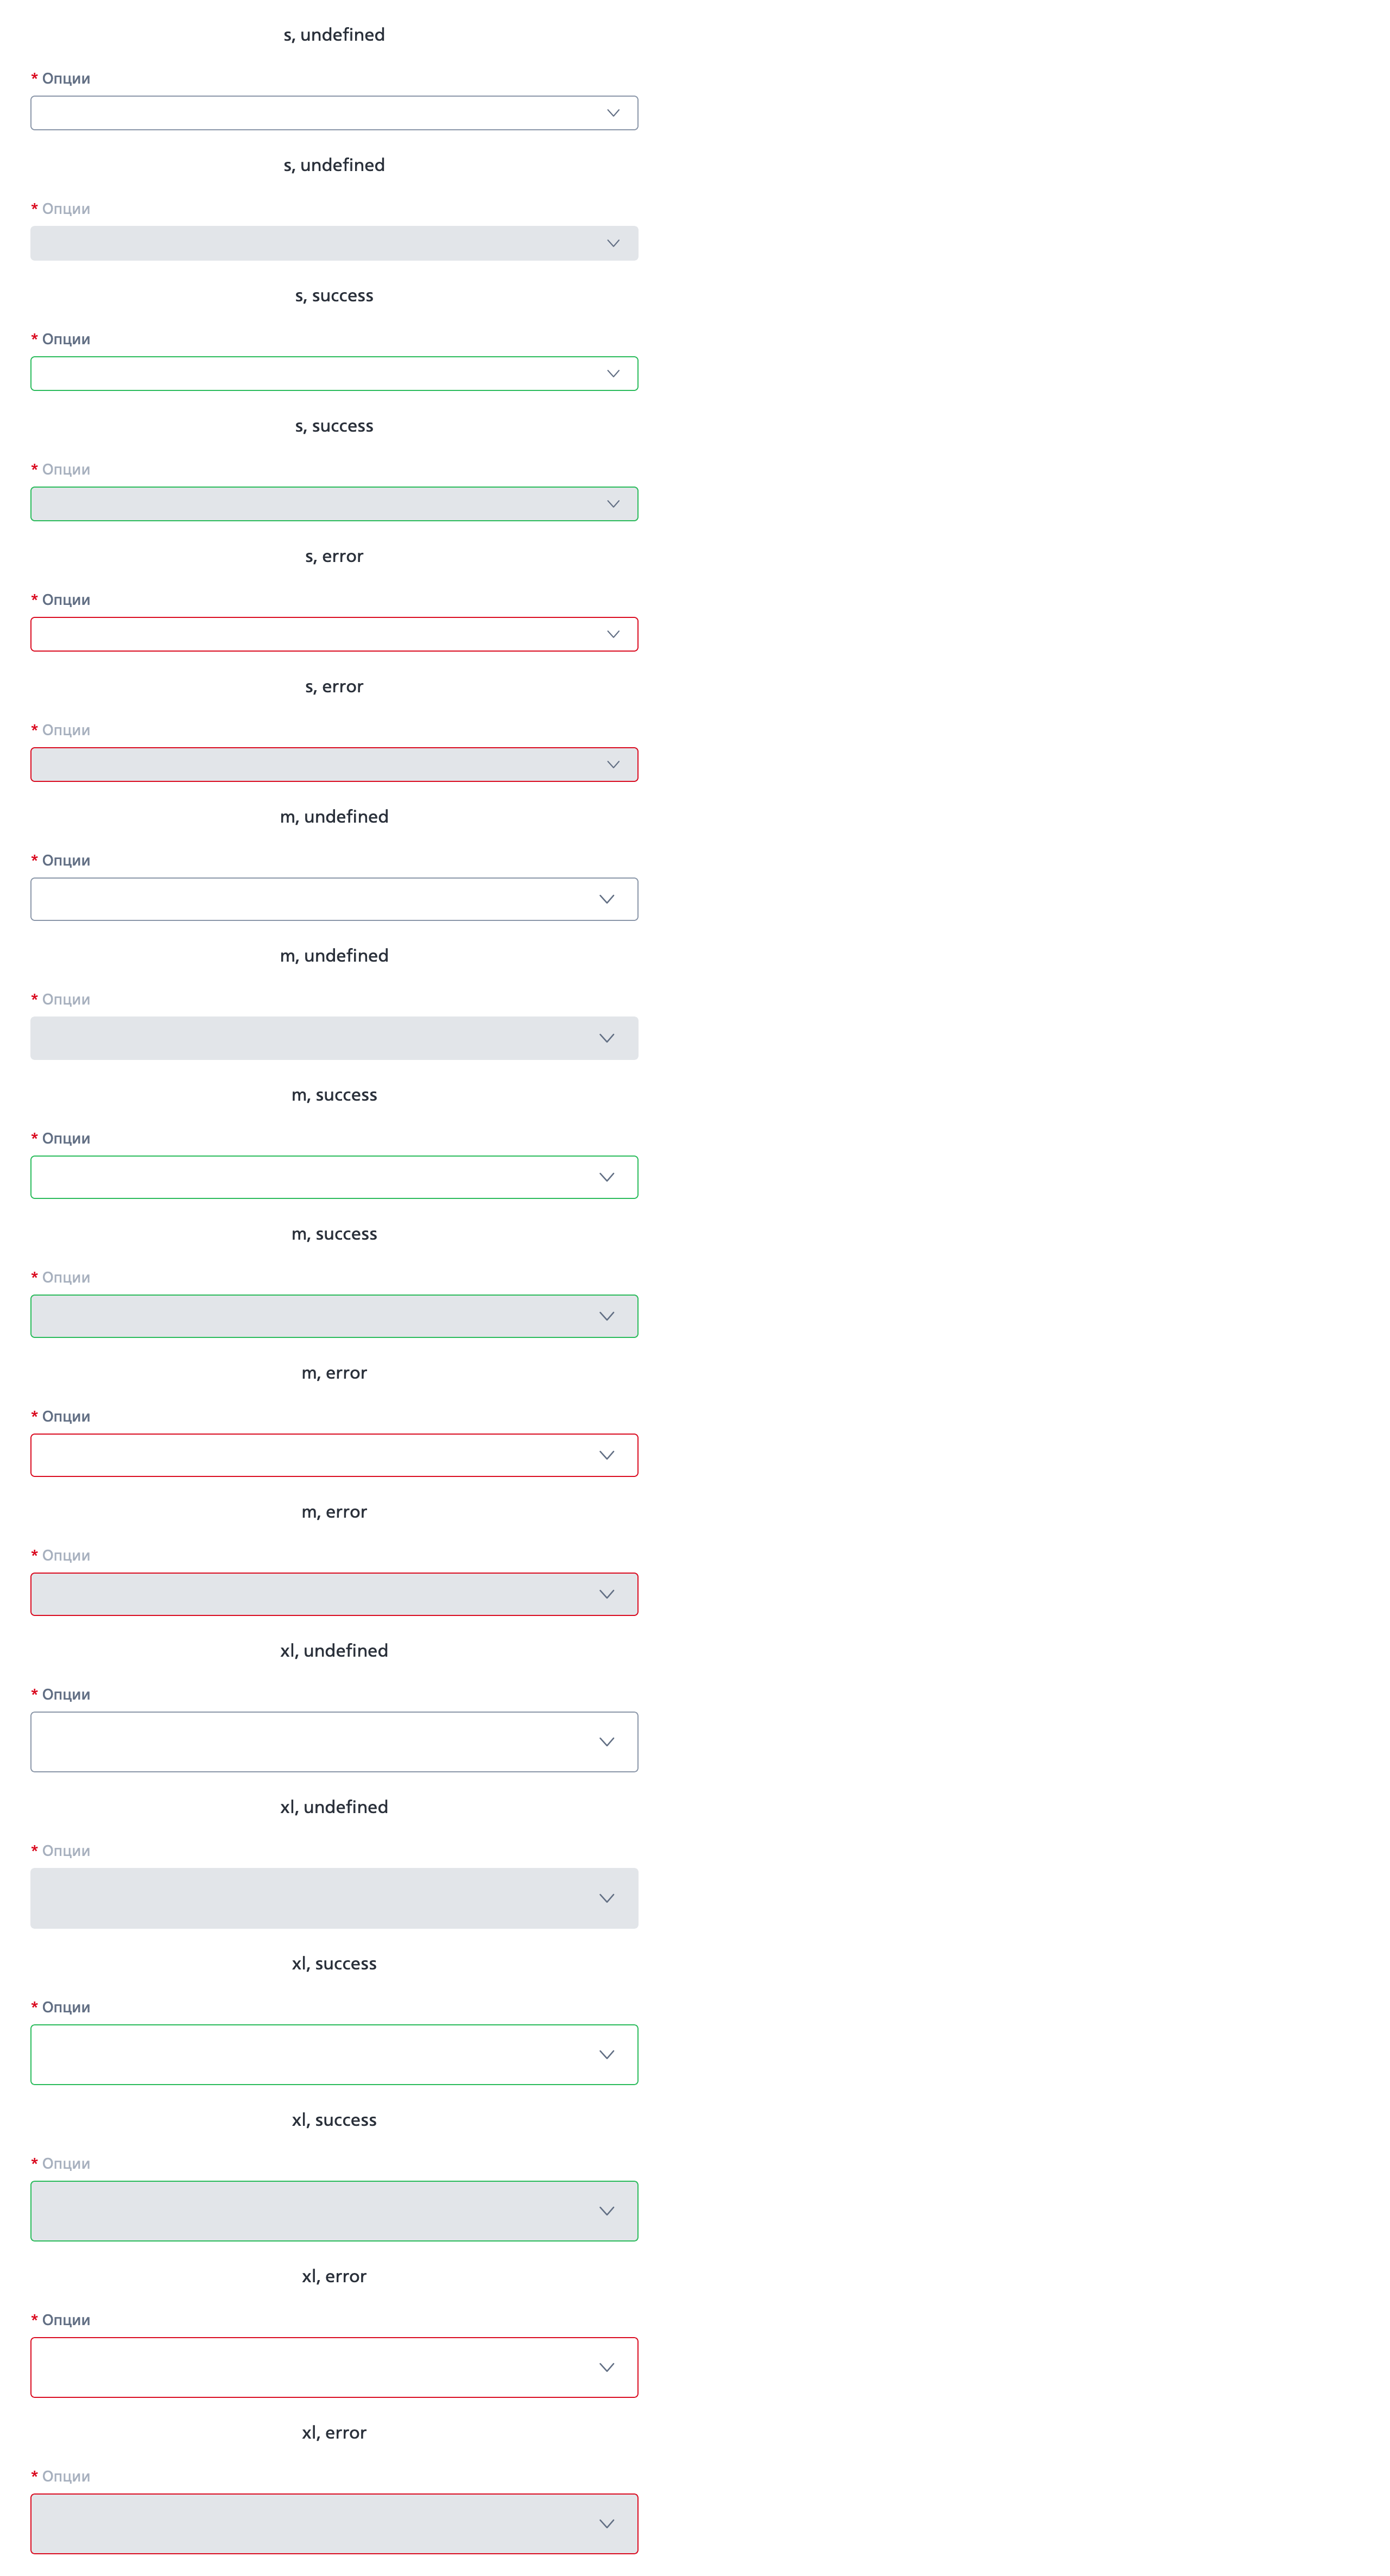 s, undefined
* Опции
s, undefined
* Опции
s, success
* Опции
s, success
* Опции
s, error
* Опции
s, error
* Опции
m, undefined
* Опции
m, undefined
* Опции
m, success
* Опции
m, success
* Опции
m, error
* Опции
m, error
* Опции
xl, undefined
* Опции
xl, undefined
* Опции
xl, success
* Опции
xl, success
* Опции
xl, error
* Опции
xl, error
* Опции